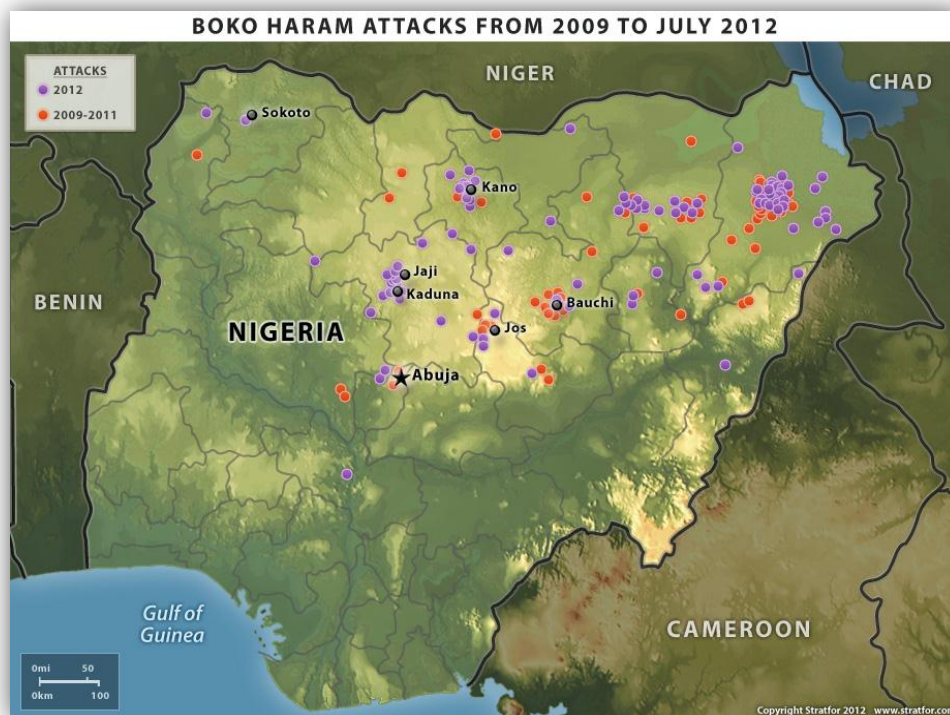 BOKO HARAM ATTACKS FROM 2009 TO JULY 2012
ATTACKS
2012
2009-2011
NIGER
CHAD
Sokoto
Kano
Jaji
Kaduna
BENIN
Bauchi
NIGERIA
Jos
Abuja
Gulf of
Guinea
CAMEROON
0mi 50
0km 100
Copyright Stratfor 2012 www.stratfor.com